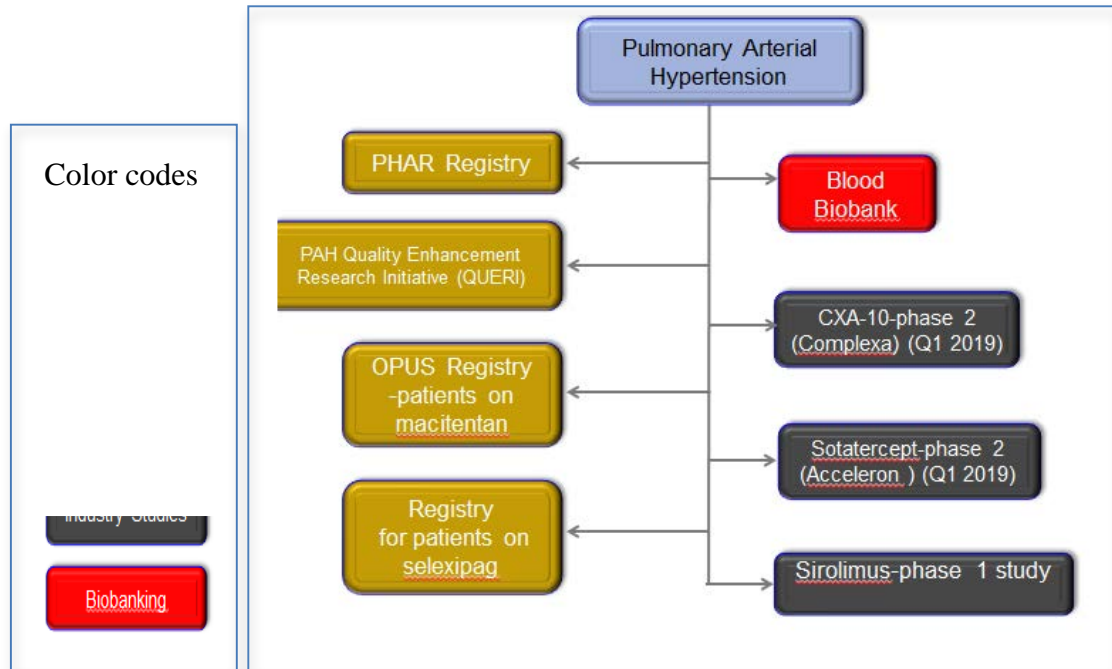 Pulmonary Arterial
Hypertension
Color codes
PHAR Registry
Blood
Biobank
PAH Quality Enhancement
Research Initiative (QUERI)
CXA-10-phase 2
(Complexa) (Q1 2019)
OPUS Registry
-patients on
macitentan
Sotatercept-phase 2
(Acceleron ) (Q1 2019)
Registry
for patients on
selexipag
Sirolimus-phase 1 study
Industry Studies
Biobanking